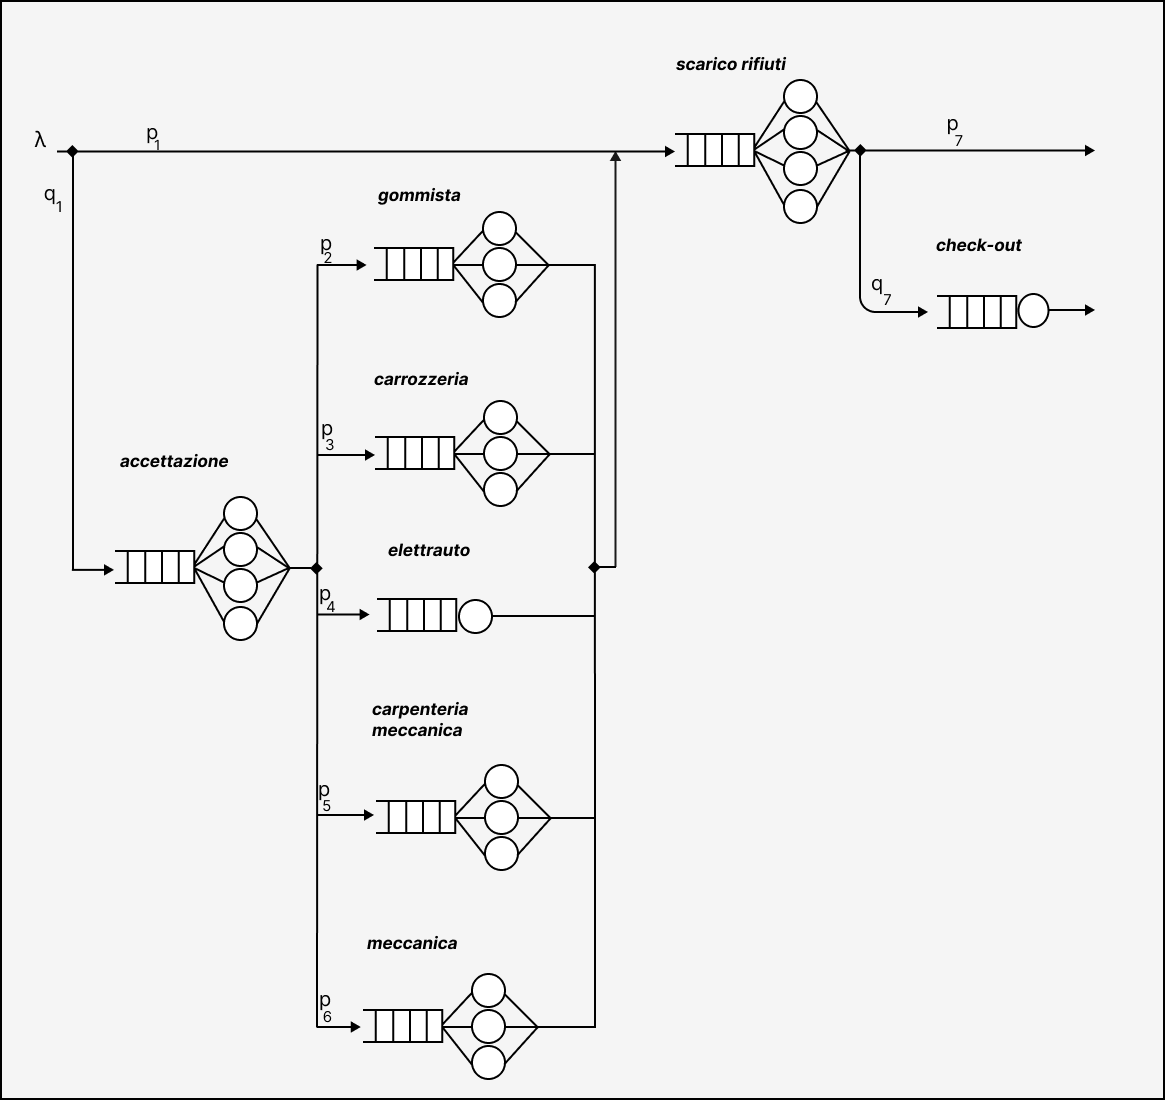 scarico rifiuti
λ
p1
p7
q1
gommista
p2
check-out
q7
carrozzeria
p3
accettazione
elettrauto
p4
carpenteria
meccanica
p5
meccanica
p6